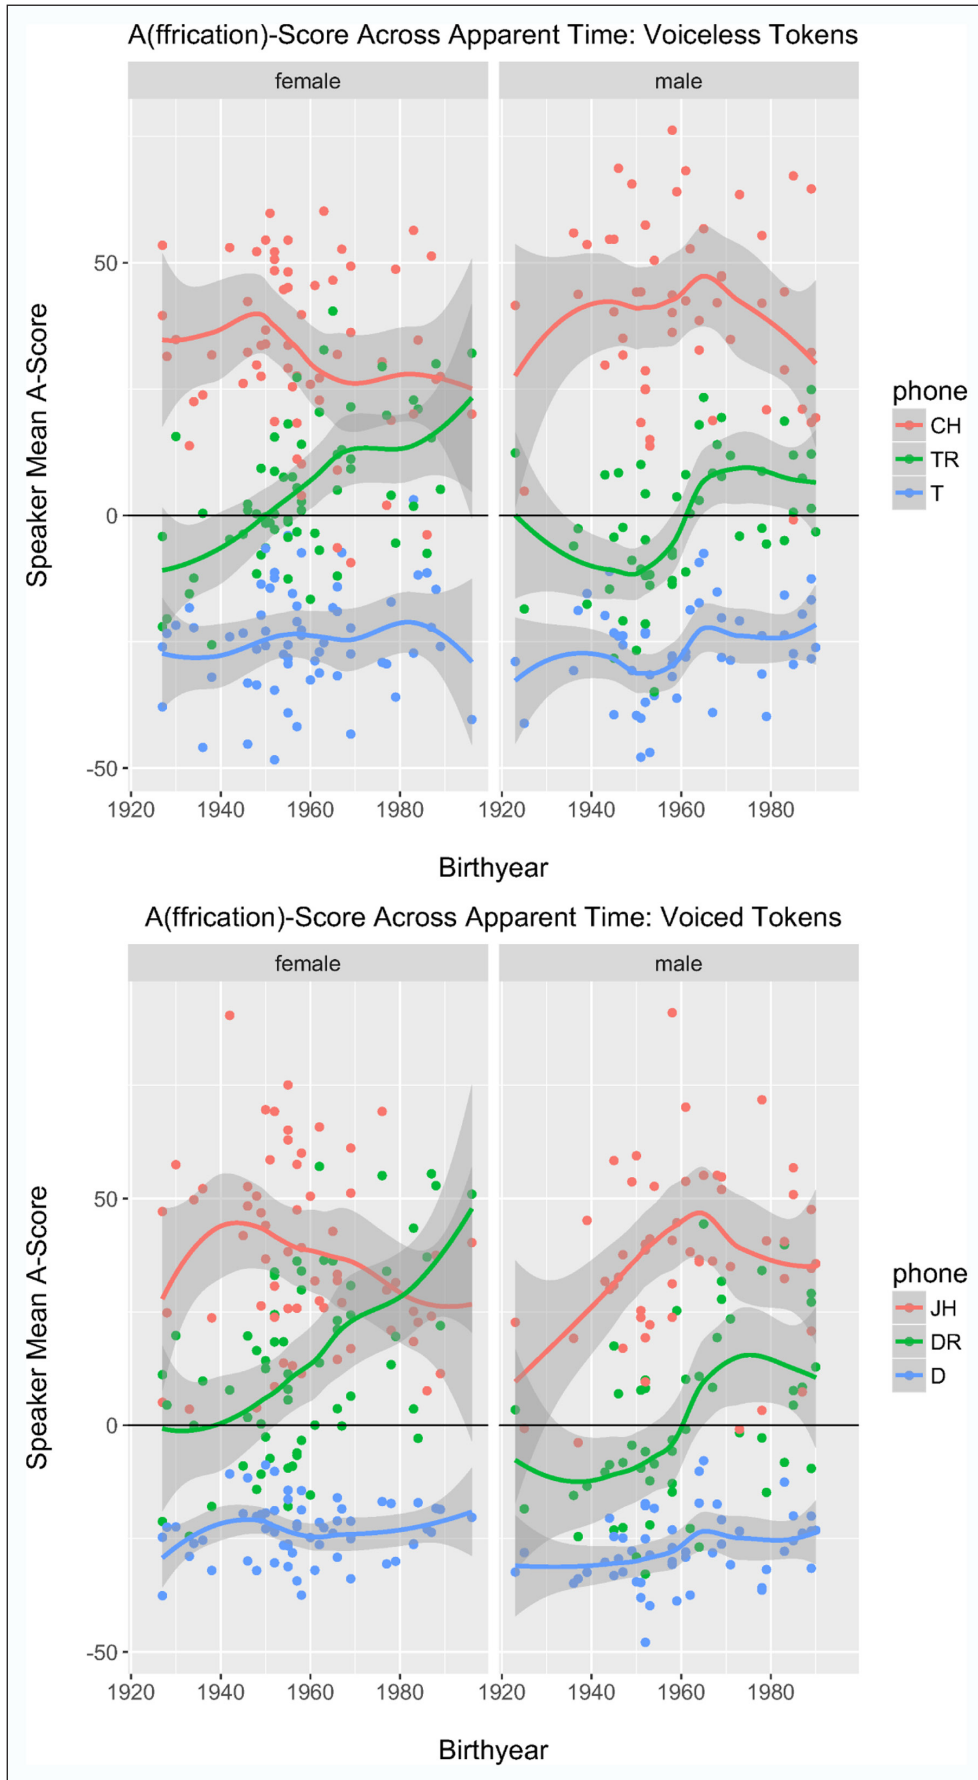 A(ffrication)-Score Across Apparent Time: Voiceless Tokens
female male
Speaker Mean A-Score
50
0
-50
1920 1940 1960 1980 1920 1940 1960 1980
Birthyear
phone
CH
TR
T
A(ffrication)-Score Across Apparent Time: Voiced Tokens
female male
Speaker Mean A-Score
50
0
-50
1920 1940 1960 1980 1920 1940 1960 1980
Birthyear
phone
JH
DR
D